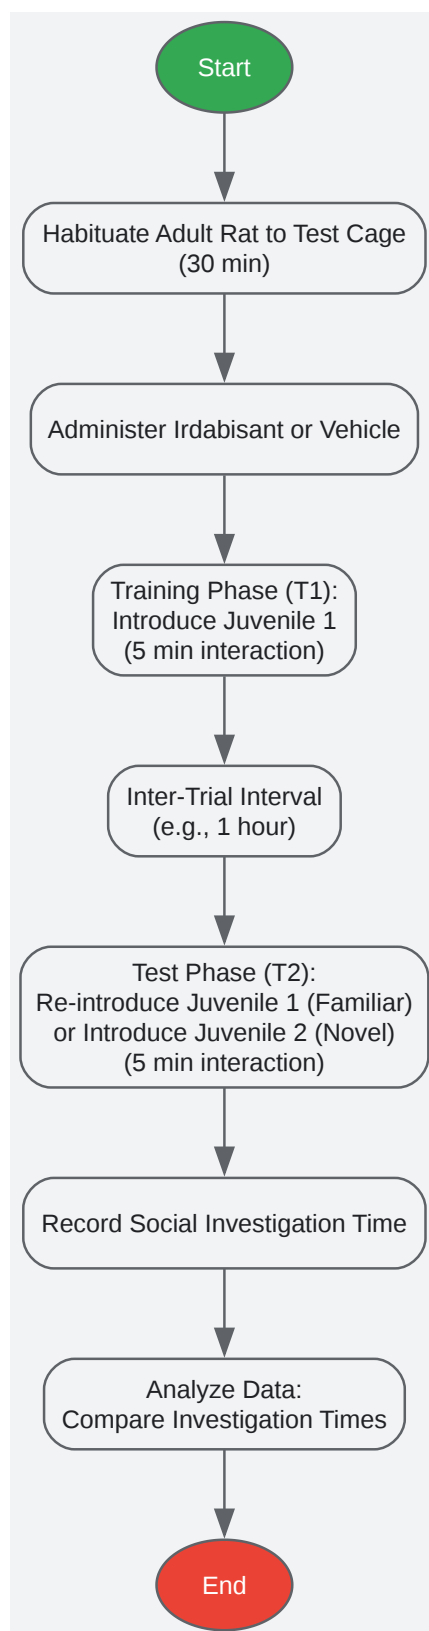 Start
Habituate Adult Rat to Test Cage
(30 min)
Administer Irdabisant or Vehicle
Training Phase (T1):
Introduce Juvenile 1
(5 min interaction)
Inter-Trial Interval
(e.g., 1 hour)
Test Phase (T2):
Re-introduce Juvenile 1 (Familiar)
or Introduce Juvenile 2 (Novel)
(5 min interaction)
Record Social Investigation Time
Analyze Data:
Compare Investigation Times
End